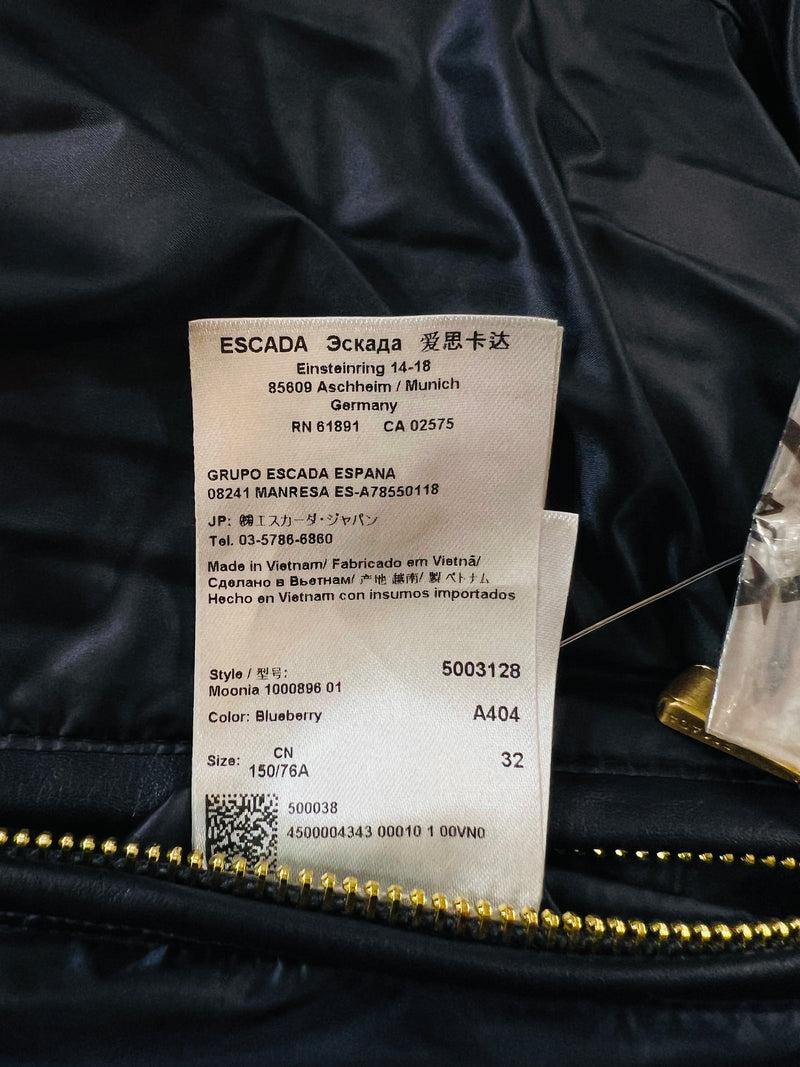 ESCADA Эскада 爱思卡达
Einsteinring 14-18
85609 Aschheim / Munich
Germany
RN 61891 CA 02575
GRUPO ESCADA ESPANA
08241 MANRESA ES-A78550118
JP: ㈱エスカーダ・ジャパン
Tel. 03-5786-6860
Made in Vietnam/ Fabricado em Vietnã/
Сделано в Вьетнам/ 产地 越南/ 製 ベトナム
Hecho en Vietnam con insumos importados
Style / 型号: 5003128
Moonia 1000896 01
Color: Blueberry A404
Size: CN 32
150/76A
500038
4500004343 00010 1 00VN0